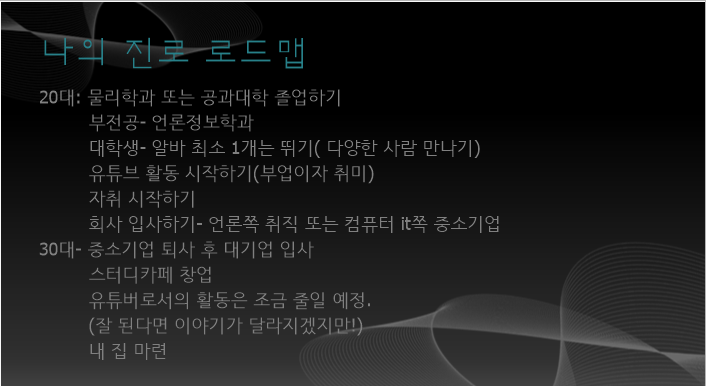 나의 진로 로드맵
20대: 물리학과 또는 공과대학 졸업하기
부전공- 언론정보학과
대학생- 알바 최소 1개는 뛰기( 다양한 사람 만나기)
유튜브 활동 시작하기(부업이자 취미)
자취 시작하기
회사 입사하기- 언론쪽 취직 또는 컴퓨터 it쪽 중소기업
30대- 중소기업 퇴사 후 대기업 입사
스터디카페 창업
유튜버로서의 활동은 조금 줄일 예정.
(잘 된다면 이야기가 달라지겠지만!)
내 집 마련